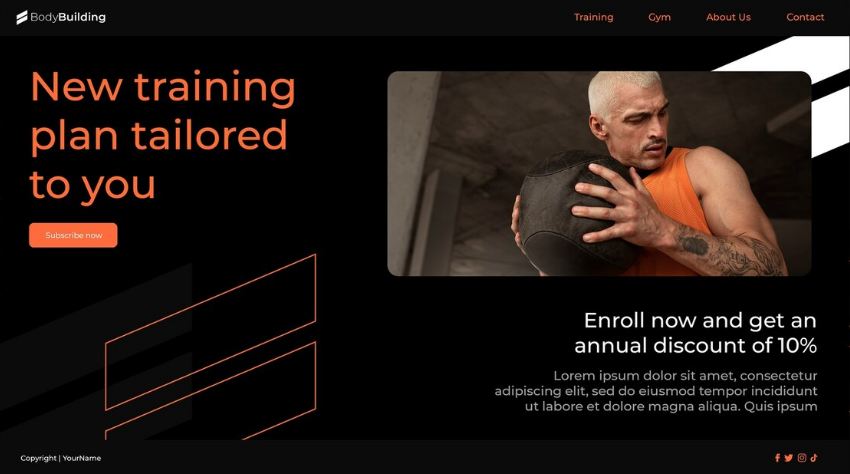 BodyBuilding
Training Gym About Us Contact
New training
plan tailored
to you
Subscribe now
Enroll now and get an
annual discount of 10%
Lorem ipsum dolor sit amet, consectetur
adipiscing elit, sed do eiusmod tempor incididunt
ut labore et dolore magna aliqua. Quis ipsum
Copyright | YourName